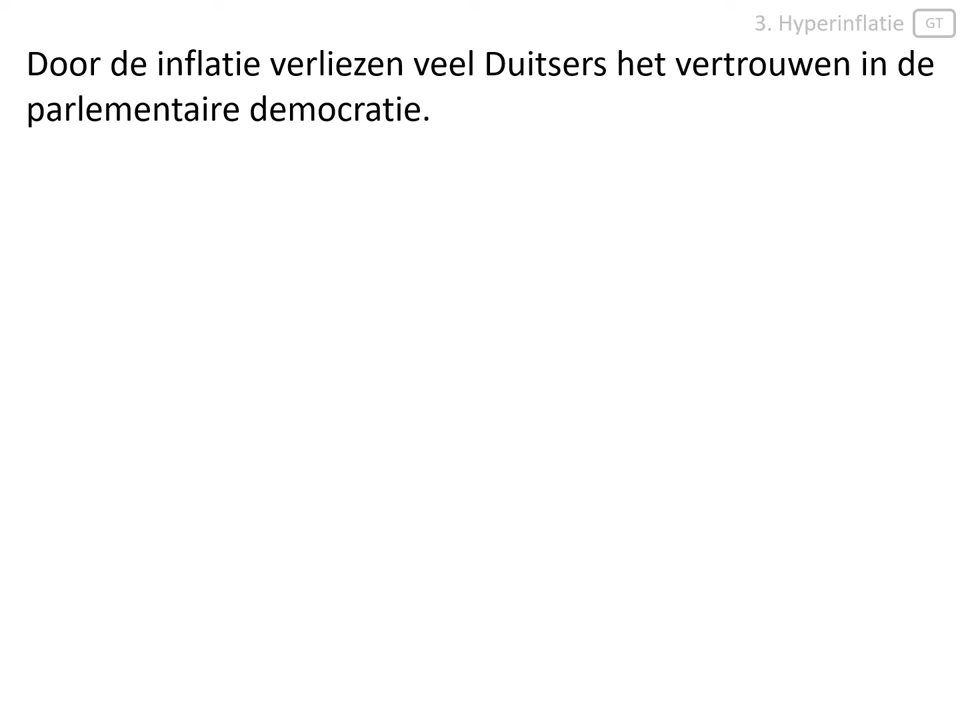 3. Hyperinflatie GT
Door de inflatie verliezen veel Duitsers het vertrouwen in de
parlementaire democratie.